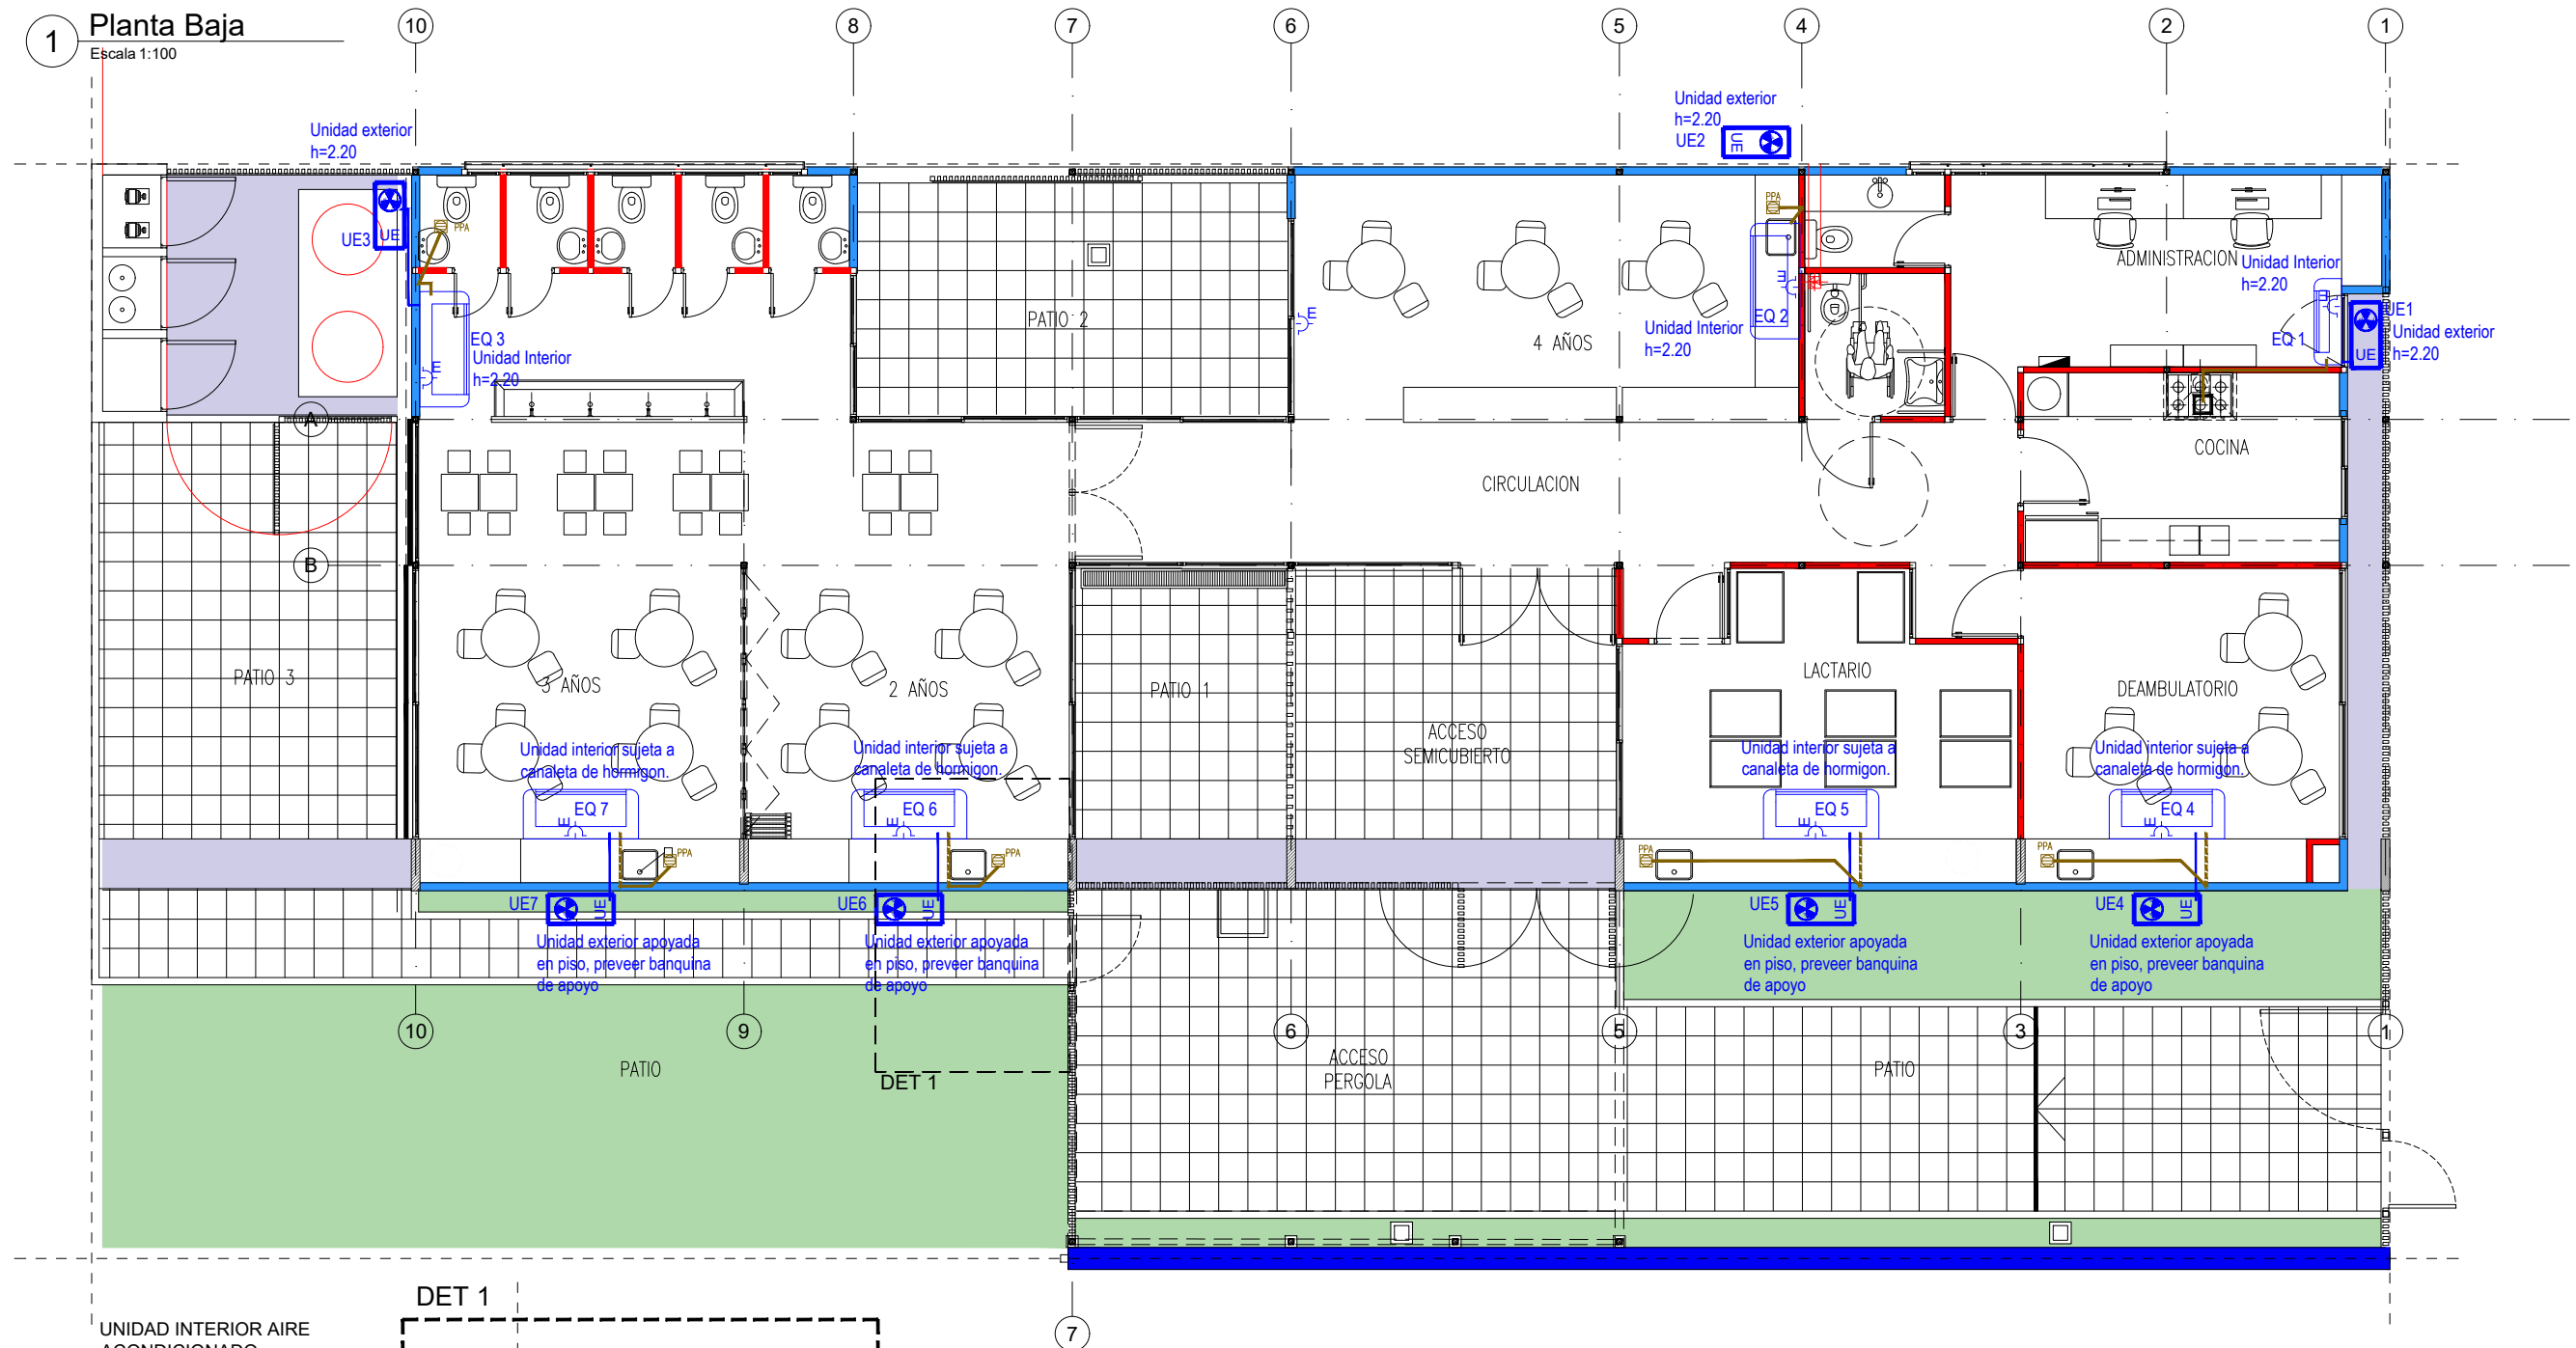 1 Planta Baja
Escala 1:100
10
8
7
6
5
4
2
1
Unidad exterior
h=2.20
UE3
UE
Unidad exterior
h=2.20
UE2
UE
PPA
PPA
ADMINISTRACION
Unidad Interior
h=2.20
E
EQ 1
UE1
Unidad exterior
h=2.20
UE
PATIO 2
E
4 AÑOS
Unidad Interior
h=2.20
EQ 2
E
EQ 3
Unidad Interior
h=2.20
E
A
B
CIRCULACION
COCINA
PATIO 3
3 AÑOS
2 AÑOS
PATIO 1
ACCESO
SEMICUBIERTO
LACTARIO
DEAMBULATORIO
Unidad interior sujeta a
canaleta de hormigon.
Unidad interior sujeta a
canaleta de hormigon.
Unidad interior sujeta a
canaleta de hormigon.
Unidad interior sujeta a
canaleta de hormigon.
E
EQ 7
E
EQ 6
E
EQ 5
E
EQ 4
PPA
PPA
PPA
PPA
UE7
UE
UE6
UE
UE5
UE
UE4
UE
Unidad exterior apoyada
en piso, preveer banquina
de apoyo
Unidad exterior apoyada
en piso, preveer banquina
de apoyo
Unidad exterior apoyada
en piso, preveer banquina
de apoyo
Unidad exterior apoyada
en piso, preveer banquina
de apoyo
10
9
6
5
3
1
PATIO
DET 1
ACCESO
PERGOLA
PATIO
DET 1
7
UNIDAD INTERIOR AIRE
ACONDICIONADO